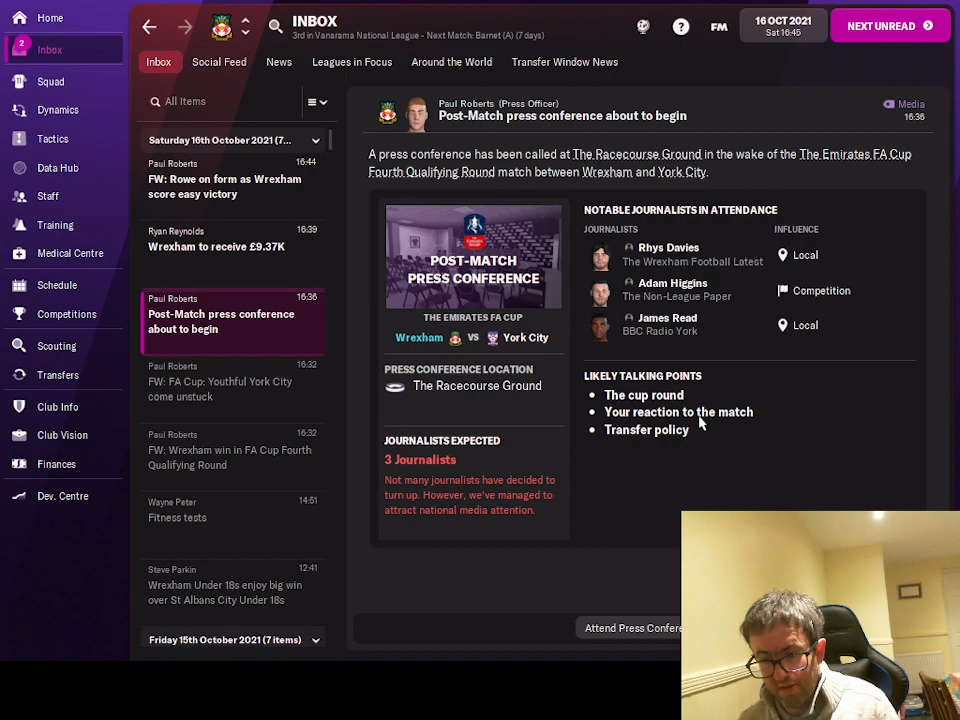 Home
2
Inbox
Squad
Dynamics
Tactics
Data Hub
Staff
Training
Medical Centre
Schedule
Competitions
Scouting
Transfers
Club Info
Club Vision
Finances
Dev. Centre
INBOX
3rd in Vanarama National League - Next Match: Barnet (A) (7 days)
?
FM
16 OCT 2021
Sat 16:45
NEXT UNREAD
Inbox
Social Feed
News
Leagues in Focus
Around the World
Transfer Window News
All Items
Saturday 16th October 2021 (7...
Paul Roberts
16:44
FW: Rowe on form as Wrexham
score easy victory
Ryan Reynolds
16:39
Wrexham to receive £9.37K
Paul Roberts
16:36
Post-Match press conference
about to begin
Paul Roberts
16:32
FW: FA Cup: Youthful York City
come unstuck
Paul Roberts
16:32
FW: Wrexham win in FA Cup Fourth
Qualifying Round
Wayne Peter
14:51
Fitness tests
Steve Parkin
12:41
Wrexham Under 18s enjoy big win
over St Albans City Under 18s
Friday 15th October 2021 (7 items)
Paul Roberts (Press Officer)
Post-Match press conference about to begin
Media
16:36
A press conference has been called at The Racecourse Ground in the wake of the The Emirates FA Cup
Fourth Qualifying Round match between Wrexham and York City.
POST-MATCH
PRESS CONFERENCE
THE EMIRATES FA CUP
Wrexham VS York City
PRESS CONFERENCE LOCATION
The Racecourse Ground
JOURNALISTS EXPECTED
3 Journalists
Not many journalists have decided to
turn up. However, we've managed to
attract national media attention.
NOTABLE JOURNALISTS IN ATTENDANCE
JOURNALISTS
INFLUENCE
Rhys Davies
The Wrexham Football Latest
Local
Adam Higgins
The Non-League Paper
Competition
James Read
BBC Radio York
Local
LIKELY TALKING POINTS
The cup round
Your reaction to the match
Transfer policy
Attend Press Confere